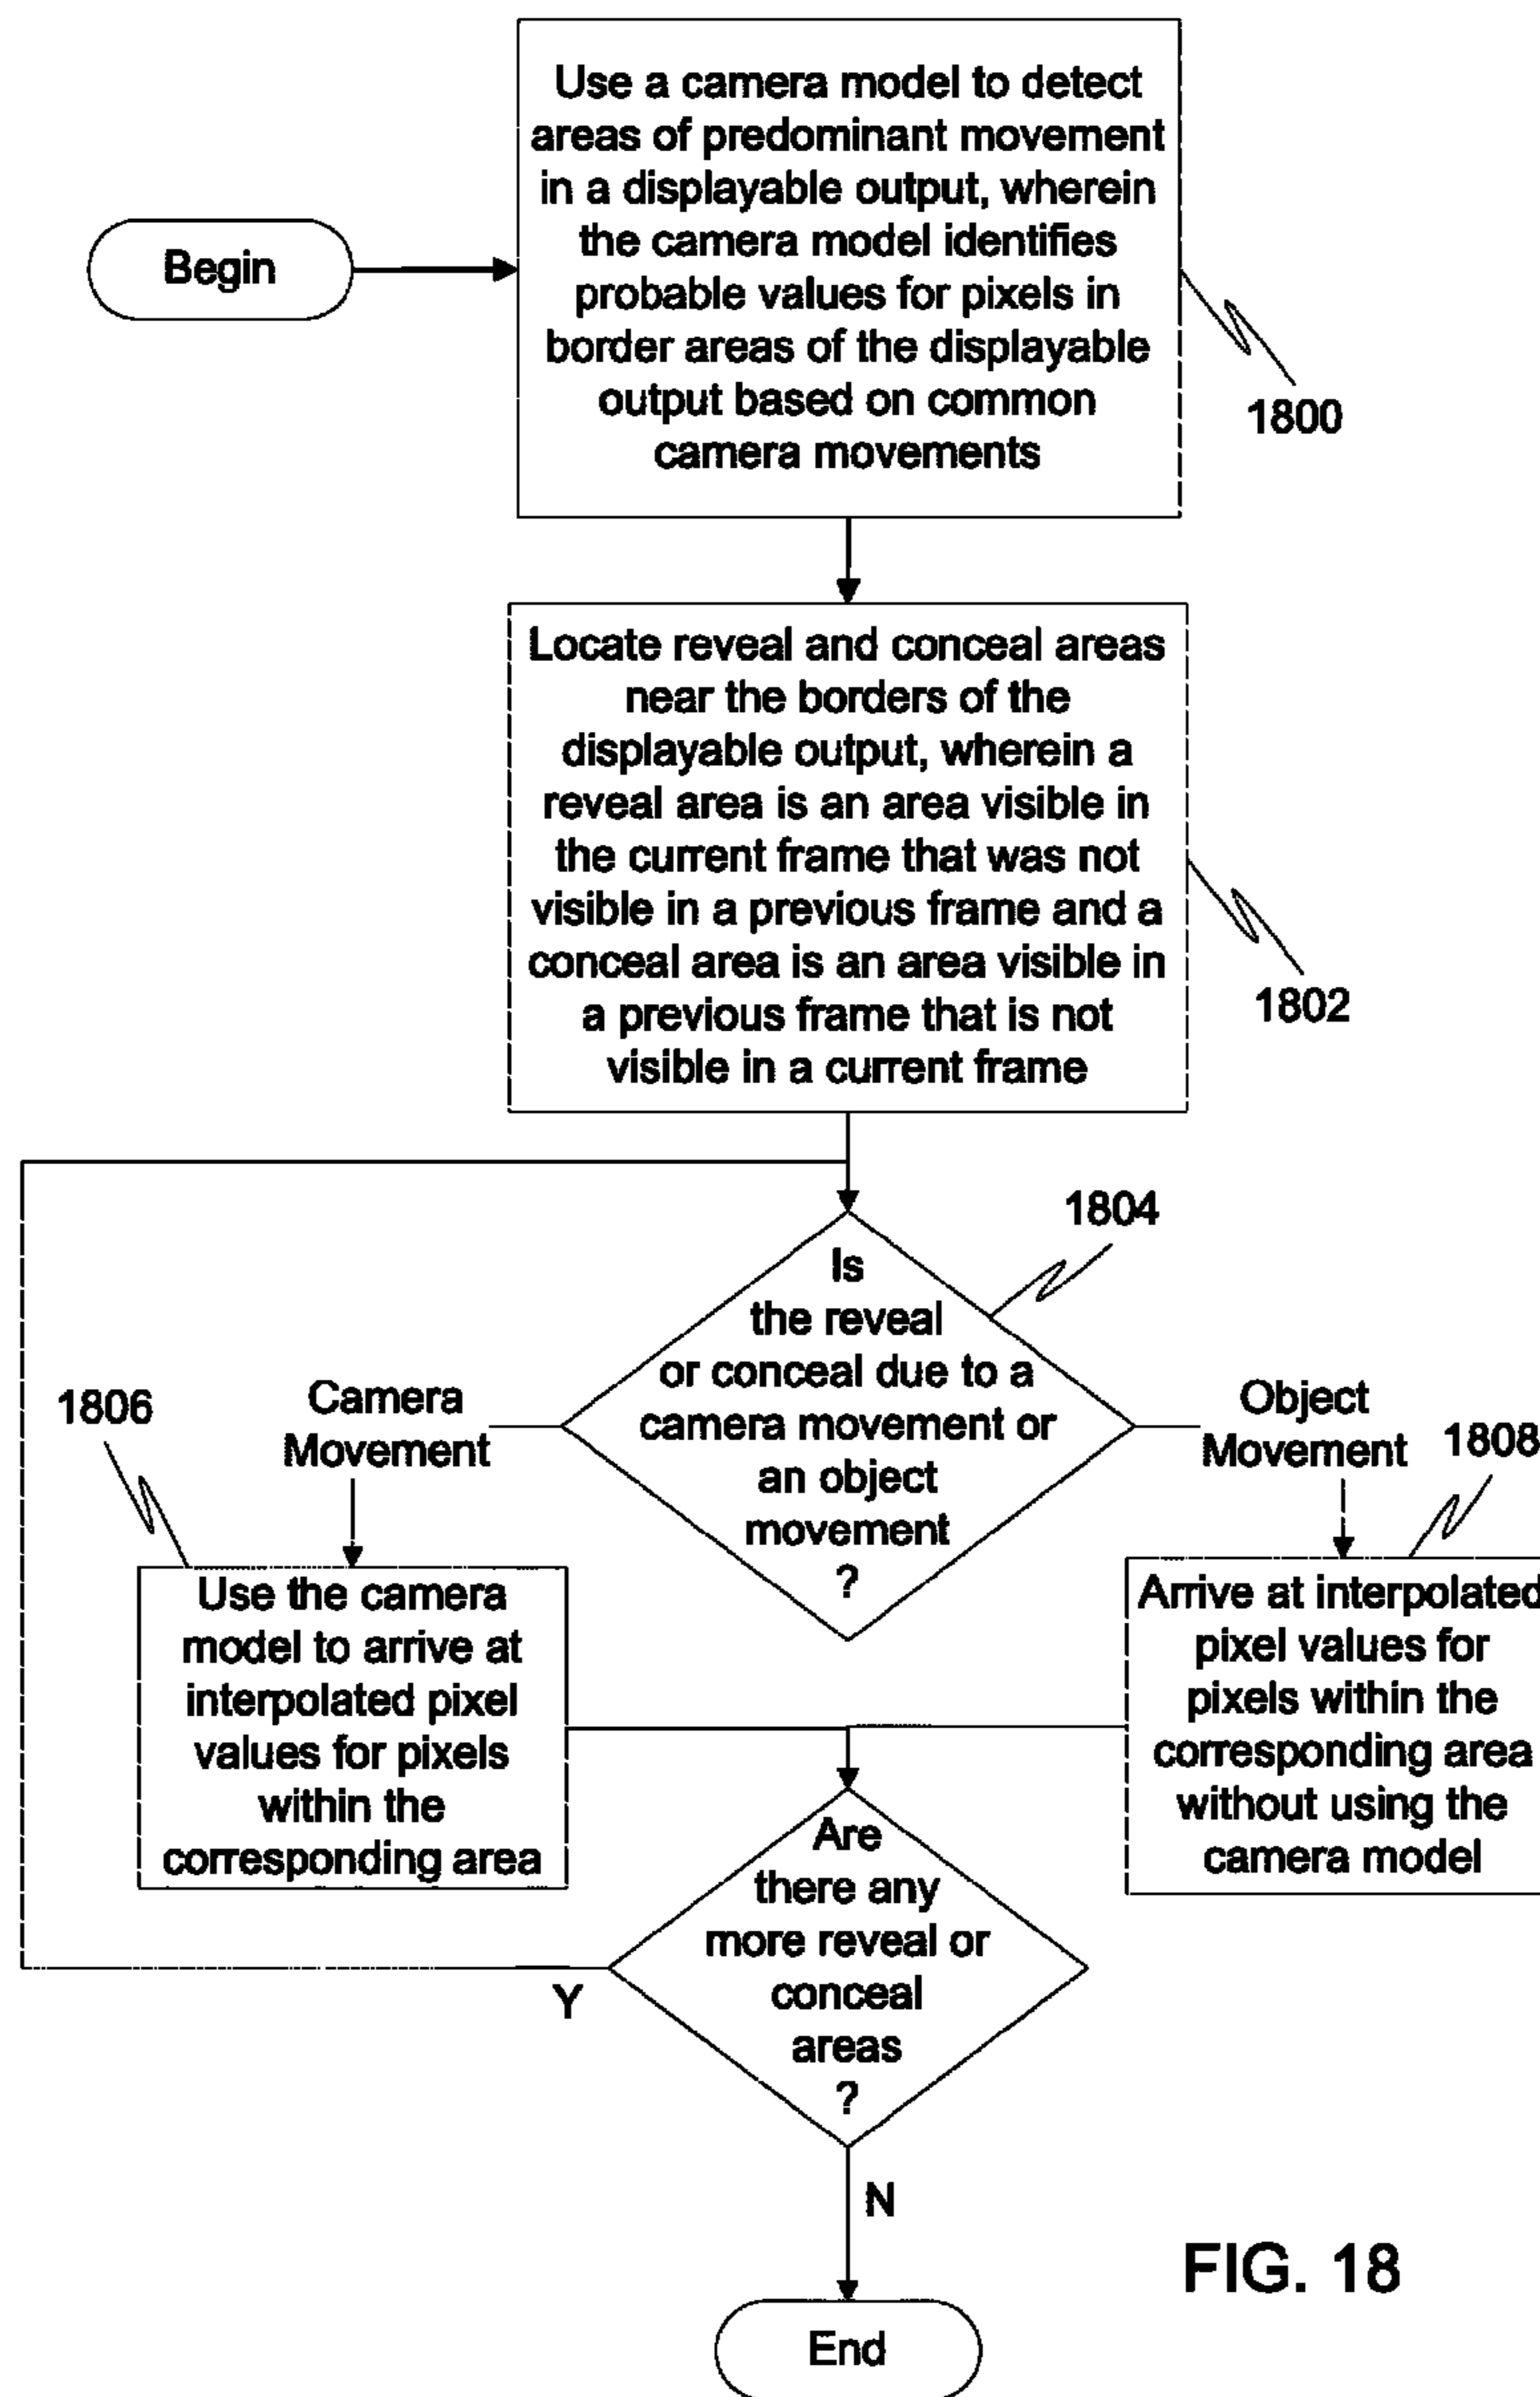 Begin
Use a camera model to detect
areas of predominant movement
in a displayable output, wherein
the camera model identifies
probable values for pixels in
border areas of the displayable
output based on common
camera movements
1800
Locate reveal and conceal areas
near the borders of the
displayable output, wherein a
reveal area is an area visible in
the current frame that was not
visible in a previous frame and a
conceal area is an area visible in
a previous frame that is not
visible in a current frame
1802
1804
Is
the reveal
or conceal due to a
camera movement or
an object
movement
?
Camera
Movement
1806
Object
Movement
1808
Use the camera
model to arrive at
interpolated pixel
values for pixels
within the
corresponding area
Arrive at interpolated
pixel values for
pixels within the
corresponding area
without using the
camera model
Are
there any
more reveal or
conceal
areas
?
Y
N
End
FIG. 18